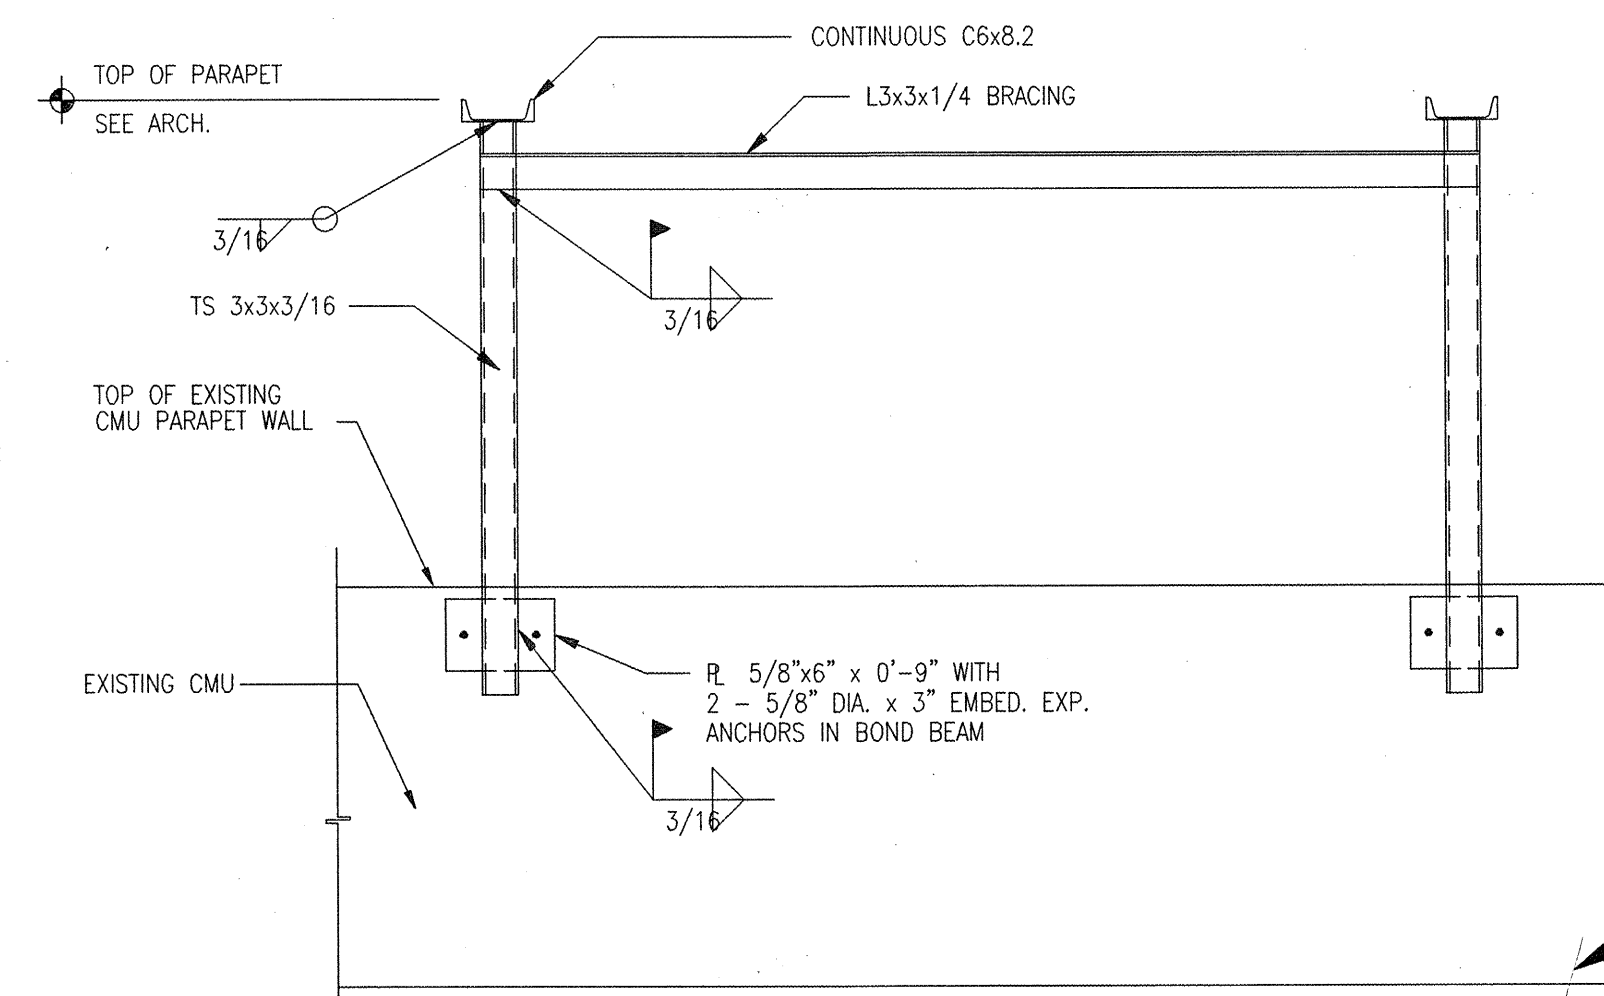 CONTINUOUS C6x8.2
TOP OF PARAPET
SEE ARCH.
L3x3x1/4 BRACING
3/16
TS 3x3x3/16
3/16
TOP OF EXISTING
CMU PARAPET WALL
EXISTING CMU
PL 5/8"x6" x 0'-9" WITH
2 - 5/8" DIA. x 3" EMBED. EXP.
ANCHORS IN BOND BEAM
3/16